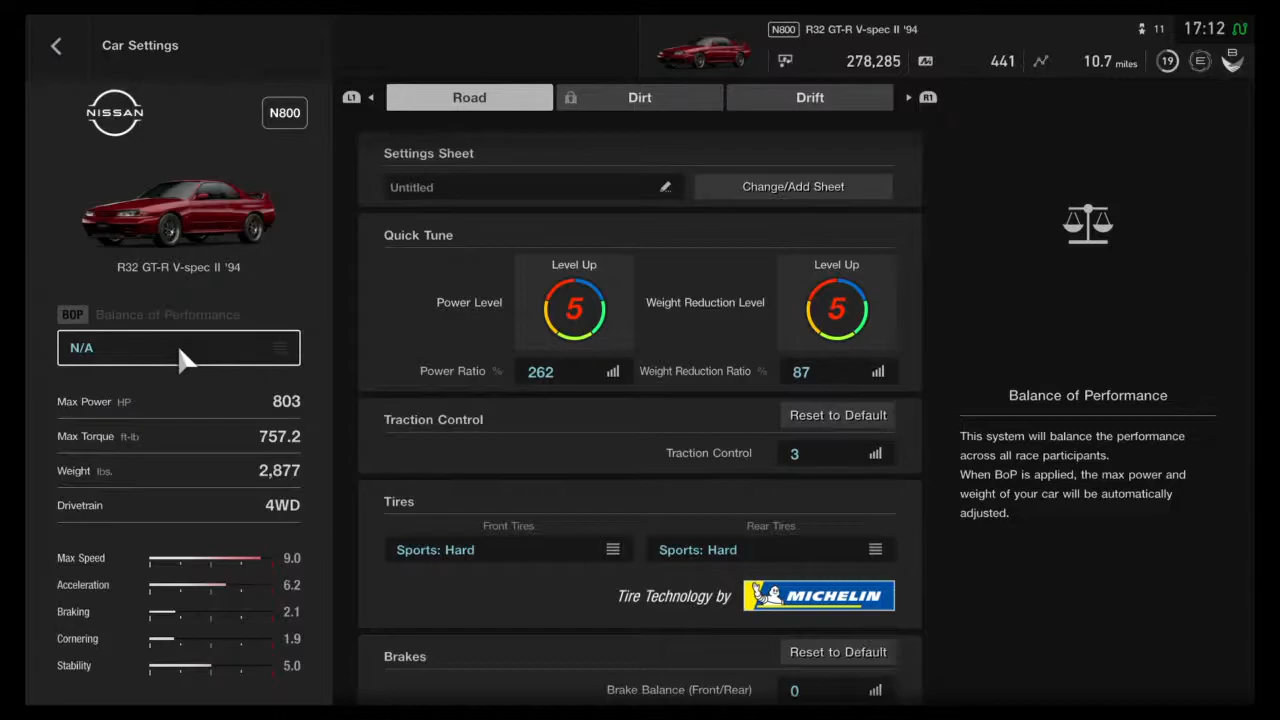 Car Settings
N800 R32 GT-R V-spec II '94
11 17:12
278,285 441 10.7 miles 19 E B
NISSAN
N800
R32 GT-R V-spec II '94
BOP Balance of Performance
N/A
Max Power HP 803
Max Torque ft-lb 757.2
Weight lbs. 2,877
Drivetrain 4WD
Max Speed 9.0
Acceleration 6.2
Braking 2.1
Cornering 1.9
Stability 5.0
L1 Road Dirt Drift R1
Settings Sheet
Untitled Change/Add Sheet
Quick Tune
Level Up Level Up
Power Level 5 Weight Reduction Level 5
Power Ratio % 262 Weight Reduction Ratio % 87
Traction Control Reset to Default
Traction Control 3
Tires
Front Tires Rear Tires
Sports: Hard Sports: Hard
Tire Technology by MICHELIN
Brakes Reset to Default
Brake Balance (Front/Rear) 0
Balance of Performance
This system will balance the performance
across all race participants.
When BoP is applied, the max power and
weight of your car will be automatically
adjusted.